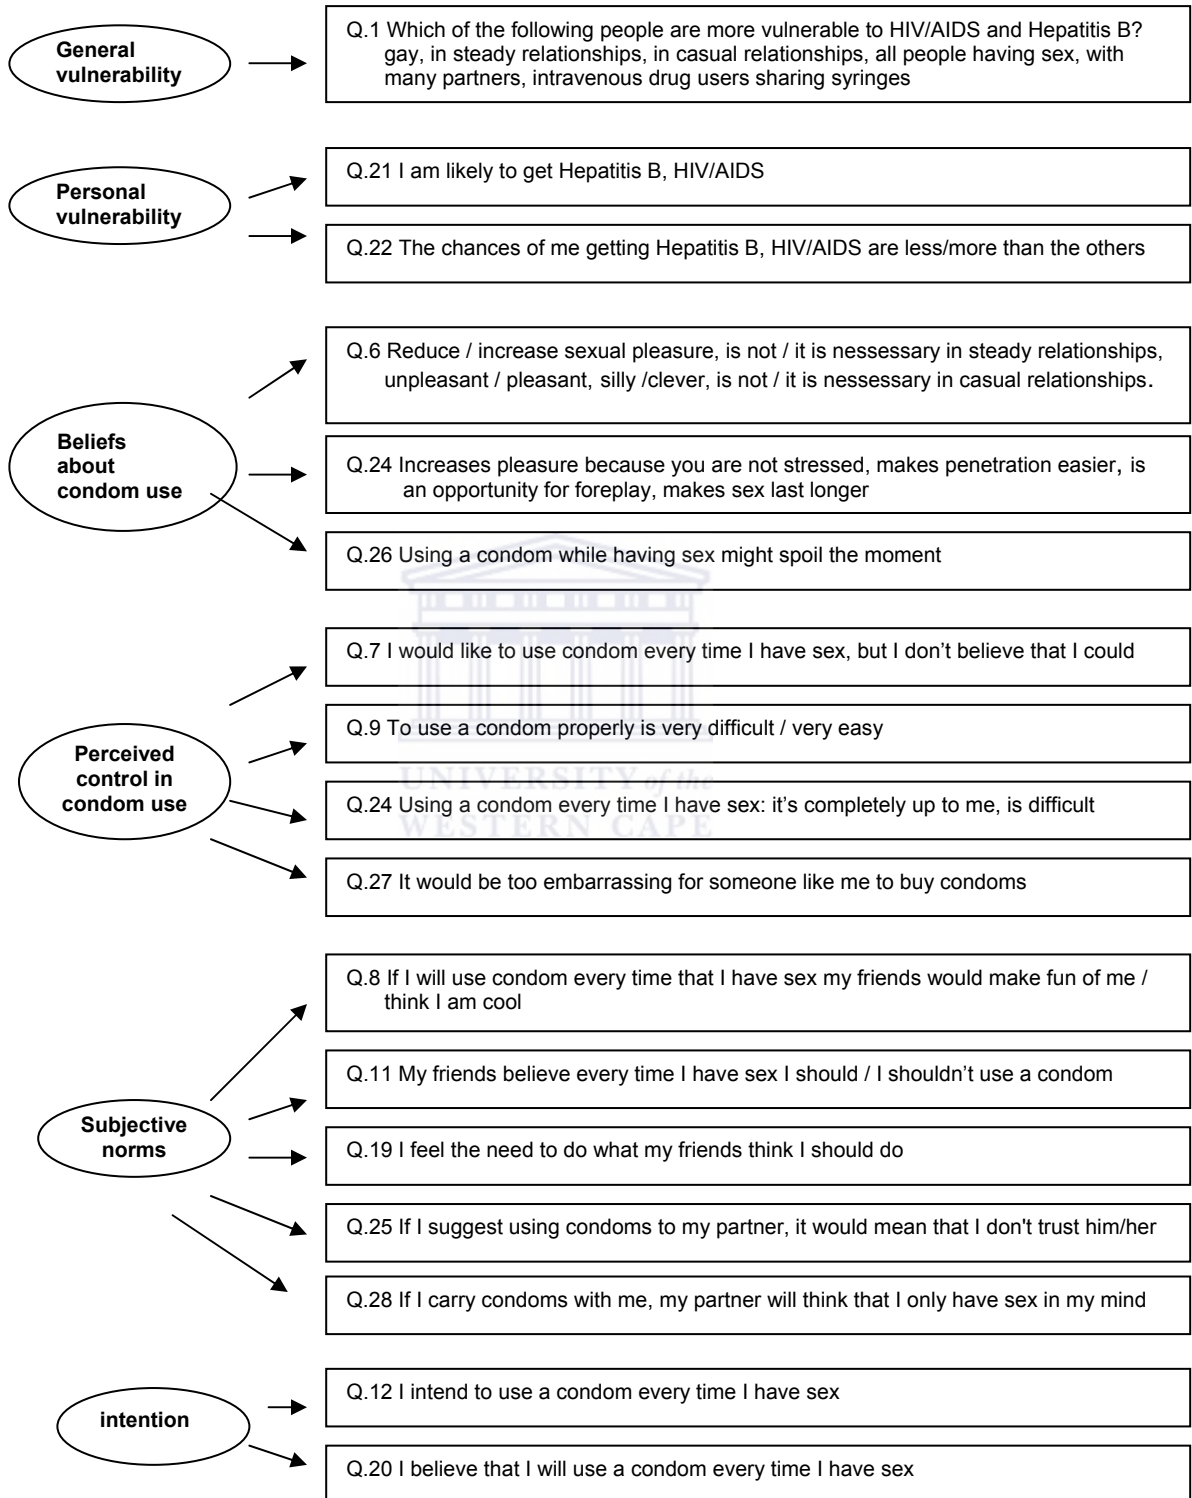 General
vulnerability
Q.1 Which of the following people are more vulnerable to HIV/AIDS and Hepatitis B?
gay, in steady relationships, in casual relationships, all people having sex, with
many partners, intravenous drug users sharing syringes
Personal
vulnerability
Q.21 I am likely to get Hepatitis B, HIV/AIDS
Q.22 The chances of me getting Hepatitis B, HIV/AIDS are less/more than the others
Beliefs
about
condom use
Q.6 Reduce / increase sexual pleasure, is not / it is nessessary in steady relationships,
unpleasant / pleasant, silly /clever, is not / it is nessessary in casual relationships.
Q.24 Increases pleasure because you are not stressed, makes penetration easier, is
an opportunity for foreplay, makes sex last longer
Q.26 Using a condom while having sex might spoil the moment
Perceived
control in
condom use
Q.7 I would like to use condom every time I have sex, but I don’t believe that I could
Q.9 To use a condom properly is very difficult / very easy
UNIVERSITY of the
Q.24 Using a condom every time I have sex: it’s completely up to me, is difficult
WESTERN CAPE
Q.27 It would be too embarrassing for someone like me to buy condoms
Subjective
norms
Q.8 If I will use condom every time that I have sex my friends would make fun of me /
think I am cool
Q.11 My friends believe every time I have sex I should / I shouldn’t use a condom
Q.19 I feel the need to do what my friends think I should do
Q.25 If I suggest using condoms to my partner, it would mean that I don't trust him/her
Q.28 If I carry condoms with me, my partner will think that I only have sex in my mind
intention
Q.12 I intend to use a condom every time I have sex
Q.20 I believe that I will use a condom every time I have sex